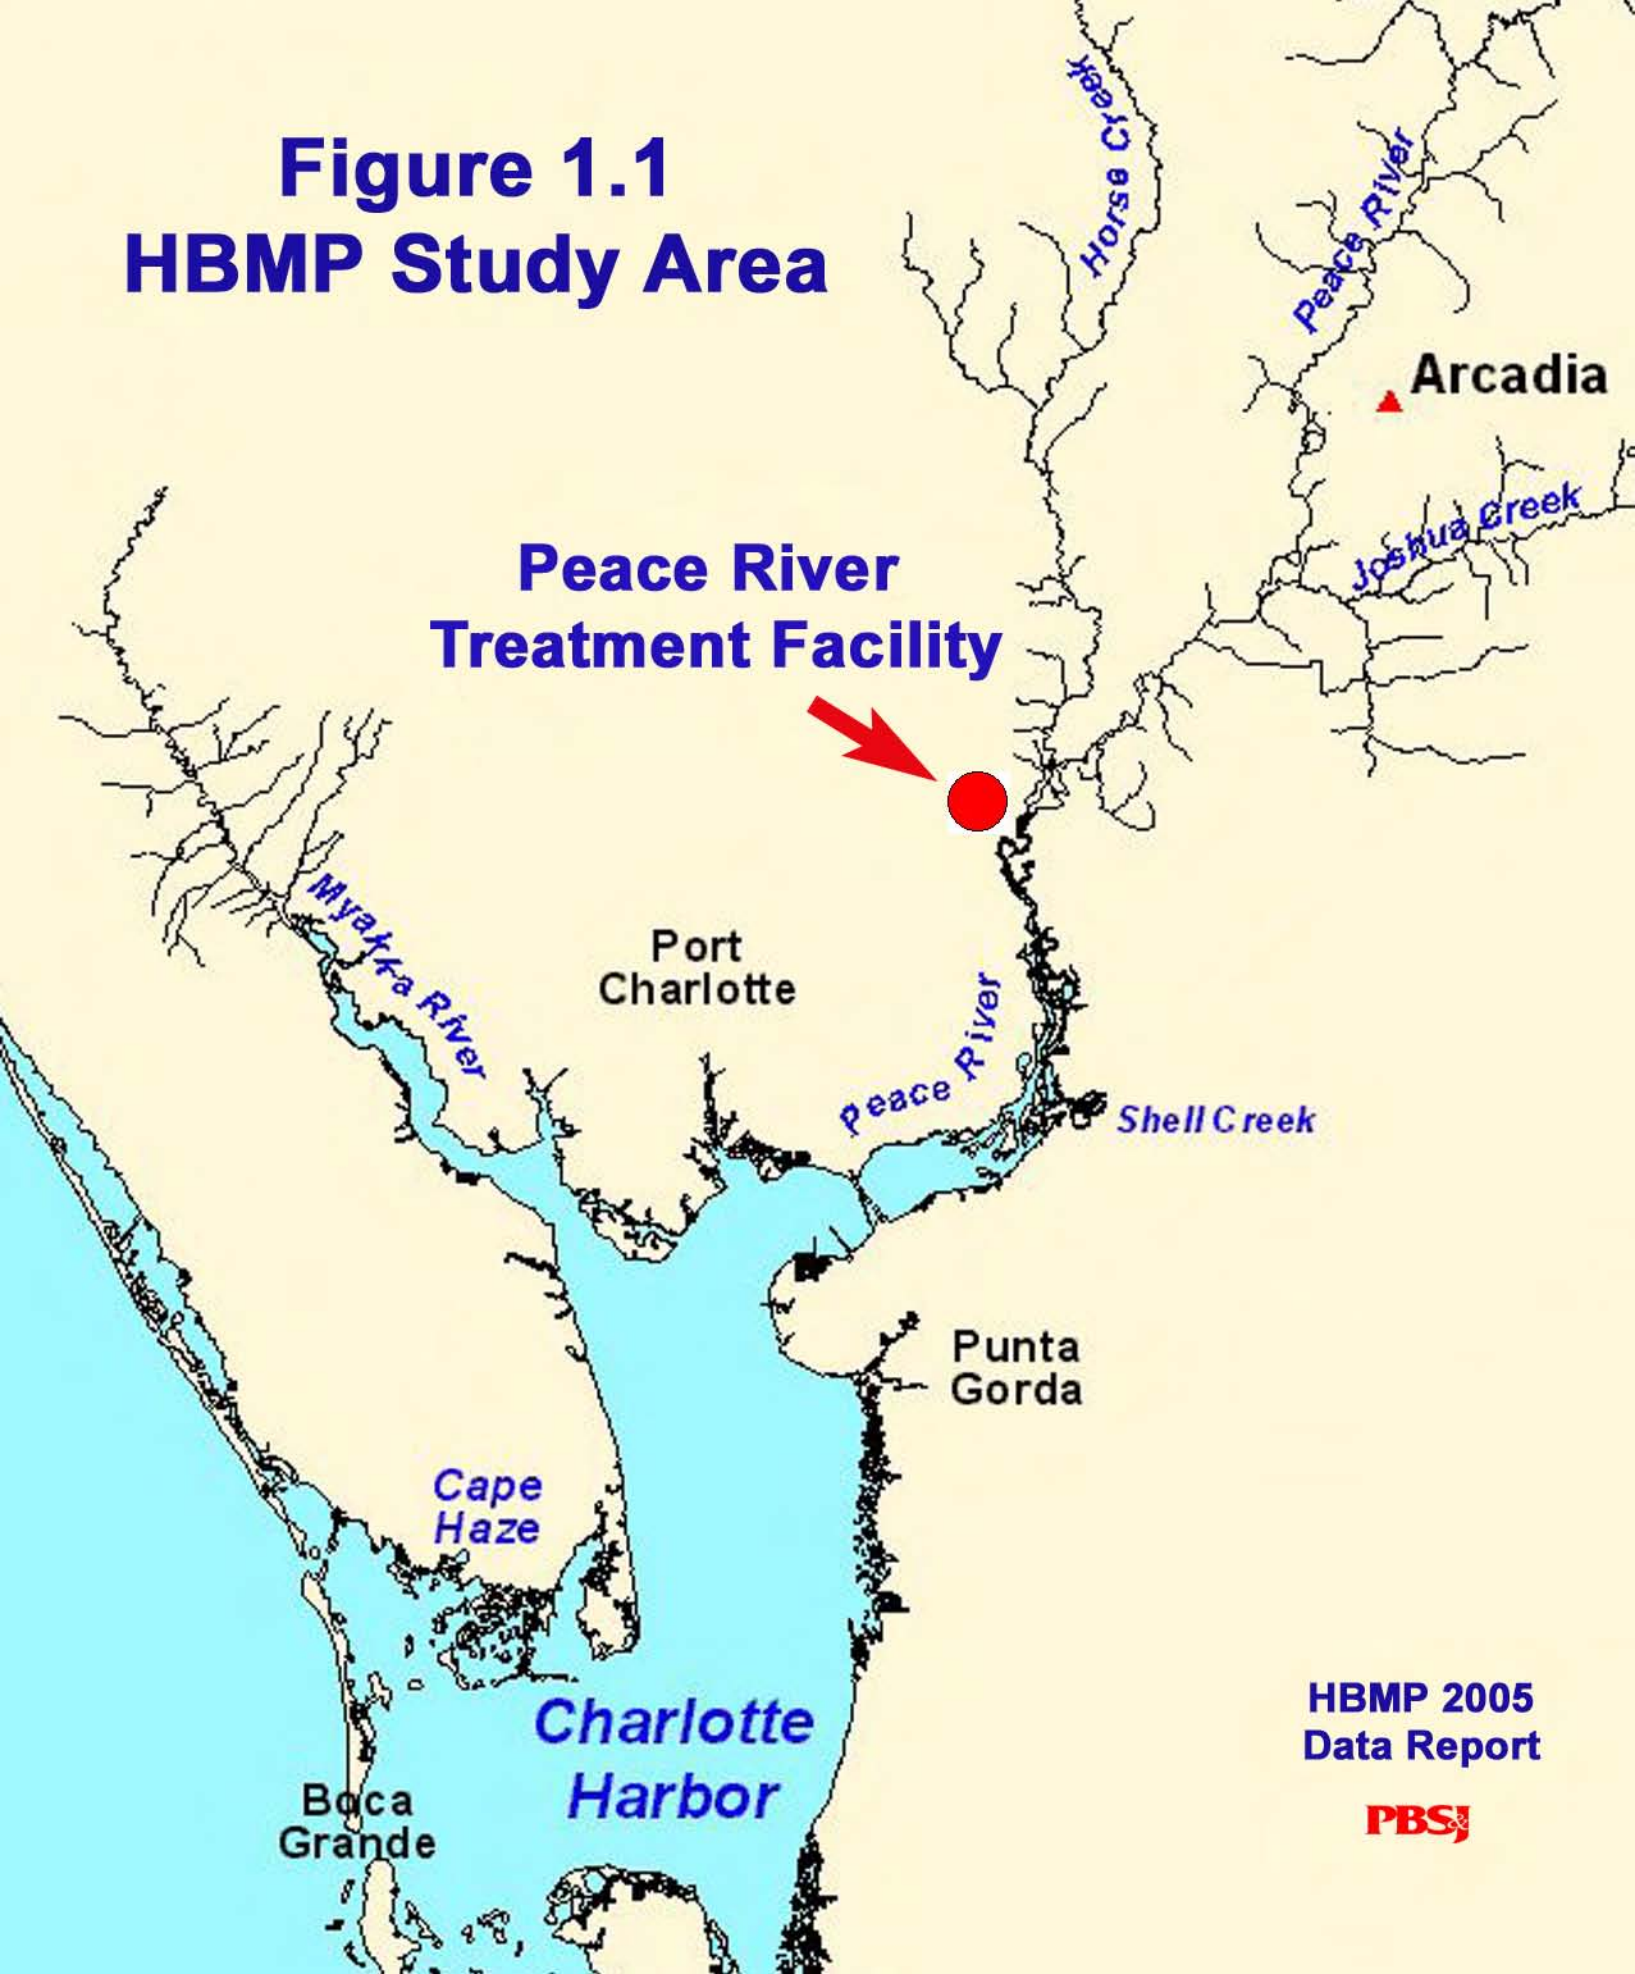 Figure 1.1
HBMP Study Area
Horse Creek
Peace River
Arcadia
Joshua Creek
Peace River
Treatment Facility
Myakka River
Port
Charlotte
Peace River
Shell Creek
Punta
Gorda
Cape
Haze
Charlotte
Harbor
HBMP 2005
Data Report
PBS&J
Boca
Grande